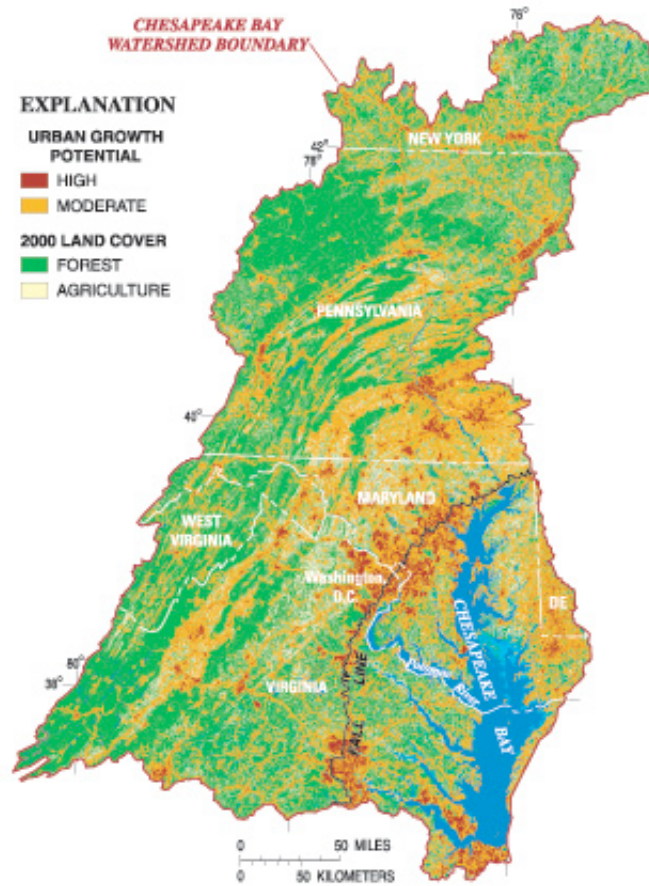 CHESAPEAKE BAY
WATERSHED BOUNDARY
76°
EXPLANATION
URBAN GROWTH
POTENTIAL
HIGH
MODERATE
2000 LAND COVER
FOREST
AGRICULTURE
NEW YORK
42°
78°
PENNSYLVANIA
40°
MARYLAND
WEST
VIRGINIA
Washington,
D.C.
DE
CHESAPEAKE
BAY
Potomac River
80°
38°
VIRGINIA
FALL LINE
0 50 MILES
0 50 KILOMETERS